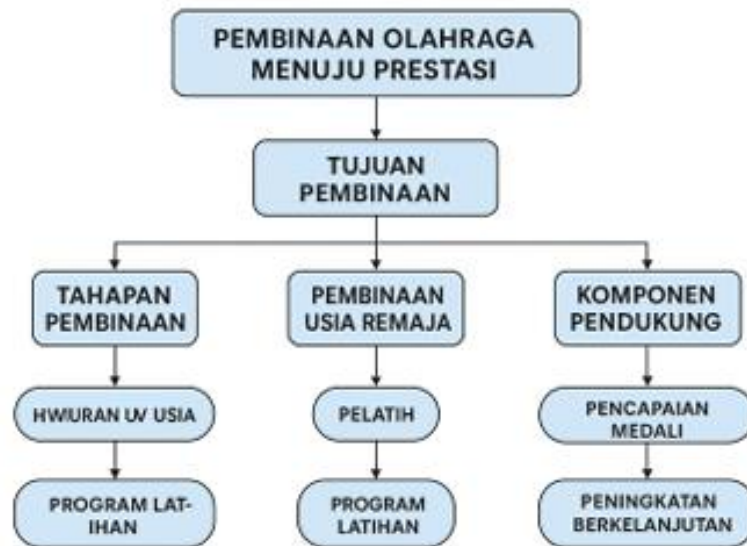 PEMBINAAN OLAHRAGA
MENUJU PRESTASI
TUJUAN
PEMBINAAN
TAHAPAN
PEMBINAAN
PEMBINAAN
USIA REMAJA
KOMPONEN
PENDUKUNG
USIA
PELATIH
PENCAPAIAN
MEDALI
PROGRAM LAT-
IHAN
PROGRAM
LATIHAN
PENINGKATAN
BERKELANJUTAN